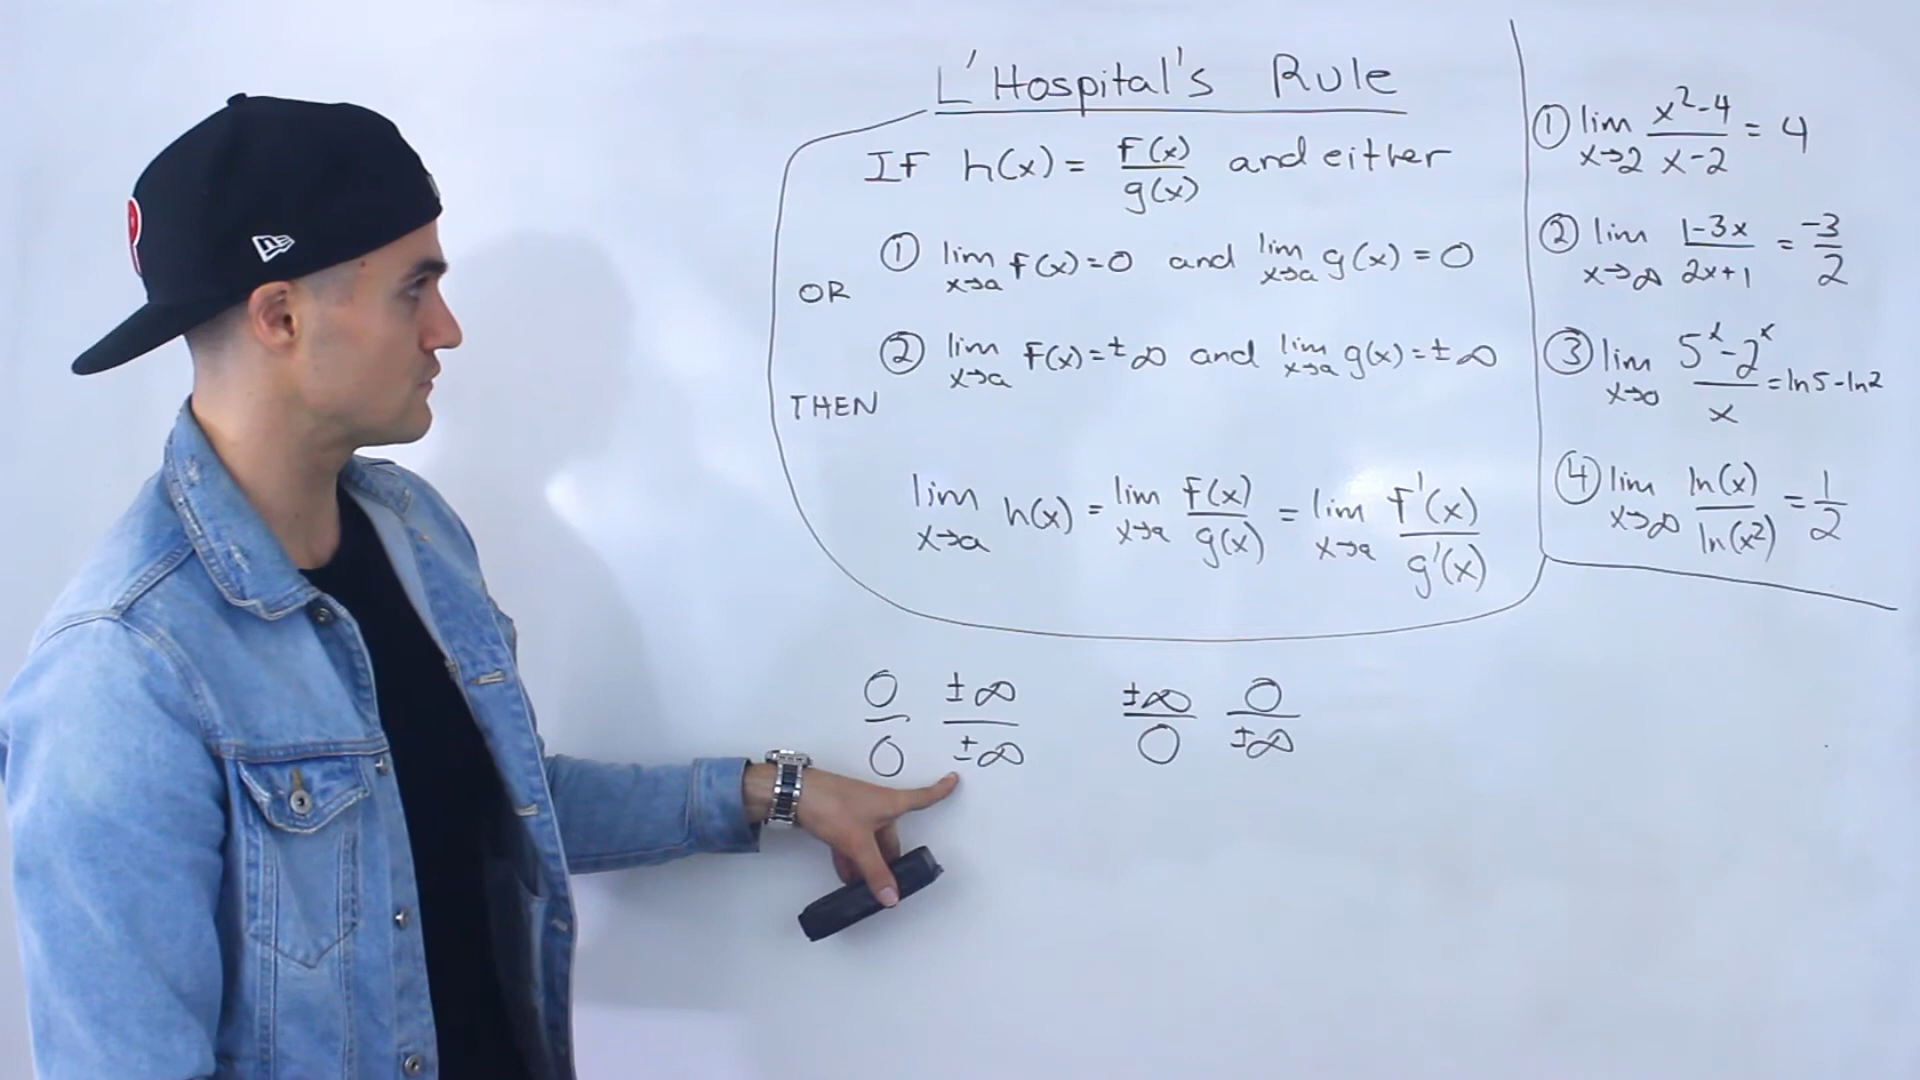 L'Hospital's Rule
If h(x) = f(x)/g(x) and either
① lim x→a f(x)=0 and lim x→a g(x)=0
OR
② lim x→a f(x)=±∞ and lim x→a g(x)=±∞
THEN
lim x→a h(x) = lim x→a f(x)/g(x) = lim x→a f'(x)/g'(x)
0/0 ±∞/±∞ ±∞/0 0/±∞
① lim x→2 x²-4/x-2 = 4
② lim x→∞ 1-3x/2x+1 = -3/2
③ lim x→0 5ˣ-2ˣ/x = ln5-ln2
④ lim x→∞ ln(x)/ln(x²) = 1/2